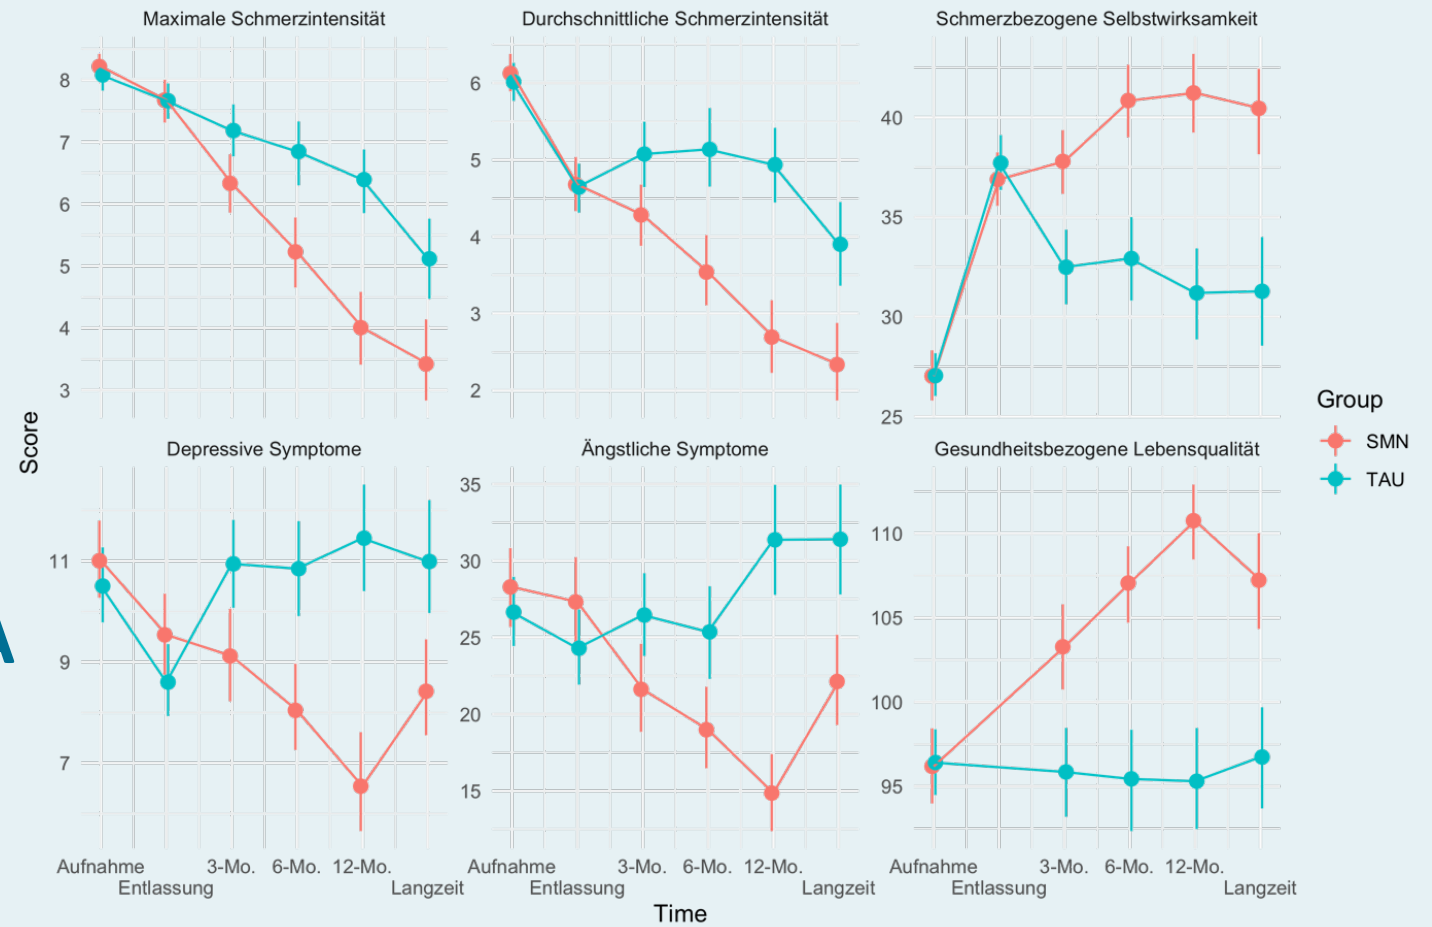 Maximale Schmerzintensität
Durchschnittliche Schmerzintensität
Schmerzbezogene Selbstwirksamkeit
8
7
6
5
4
3
6
5
4
3
2
40
35
30
25
Score
Depressive Symptome
Ängstliche Symptome
Gesundheitsbezogene Lebensqualität
11
9
7
35
30
25
20
15
110
105
100
95
Aufnahme 3-Mo. 6-Mo. 12-Mo.
Entlassung Langzeit
Aufnahme 3-Mo. 6-Mo. 12-Mo.
Entlassung Langzeit
Aufnahme 3-Mo. 6-Mo. 12-Mo.
Entlassung Langzeit
Time
Group
SMN
TAU